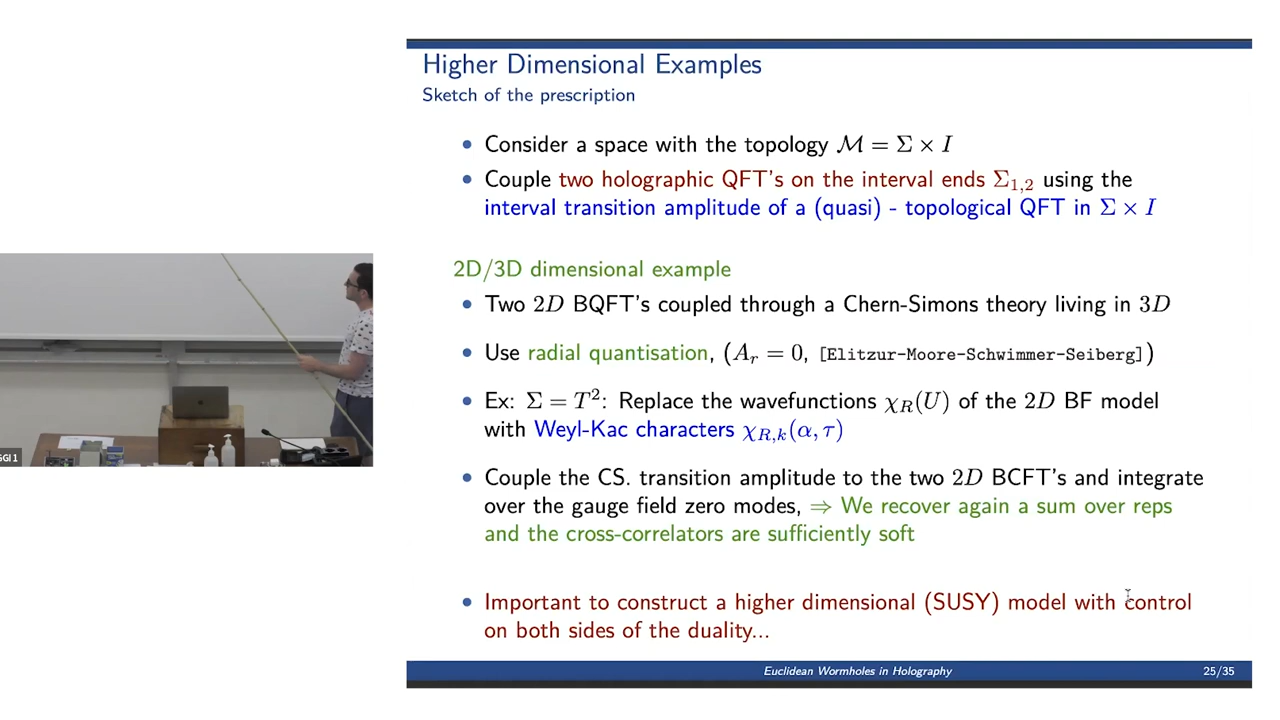 Higher Dimensional Examples
Sketch of the prescription
• Consider a space with the topology ℳ = Σ × I
• Couple two holographic QFT's on the interval ends Σ₁,₂ using the
interval transition amplitude of a (quasi) - topological QFT in Σ × I
2D/3D dimensional example
• Two 2D BQFT's coupled through a Chern-Simons theory living in 3D
• Use radial quantisation, (A_r = 0, [Elitzur-Moore-Schwimmer-Seiberg])
• Ex: Σ = T²: Replace the wavefunctions χ_R(U) of the 2D BF model
with Weyl-Kac characters χ_{R,k}(α, τ)
• Couple the CS. transition amplitude to the two 2D BCFT's and integrate
over the gauge field zero modes, ⇒ We recover again a sum over reps
and the cross-correlators are sufficiently soft
• Important to construct a higher dimensional (SUSY) model with control
on both sides of the duality...
Euclidean Wormholes in Holography
25/35
GGI 1